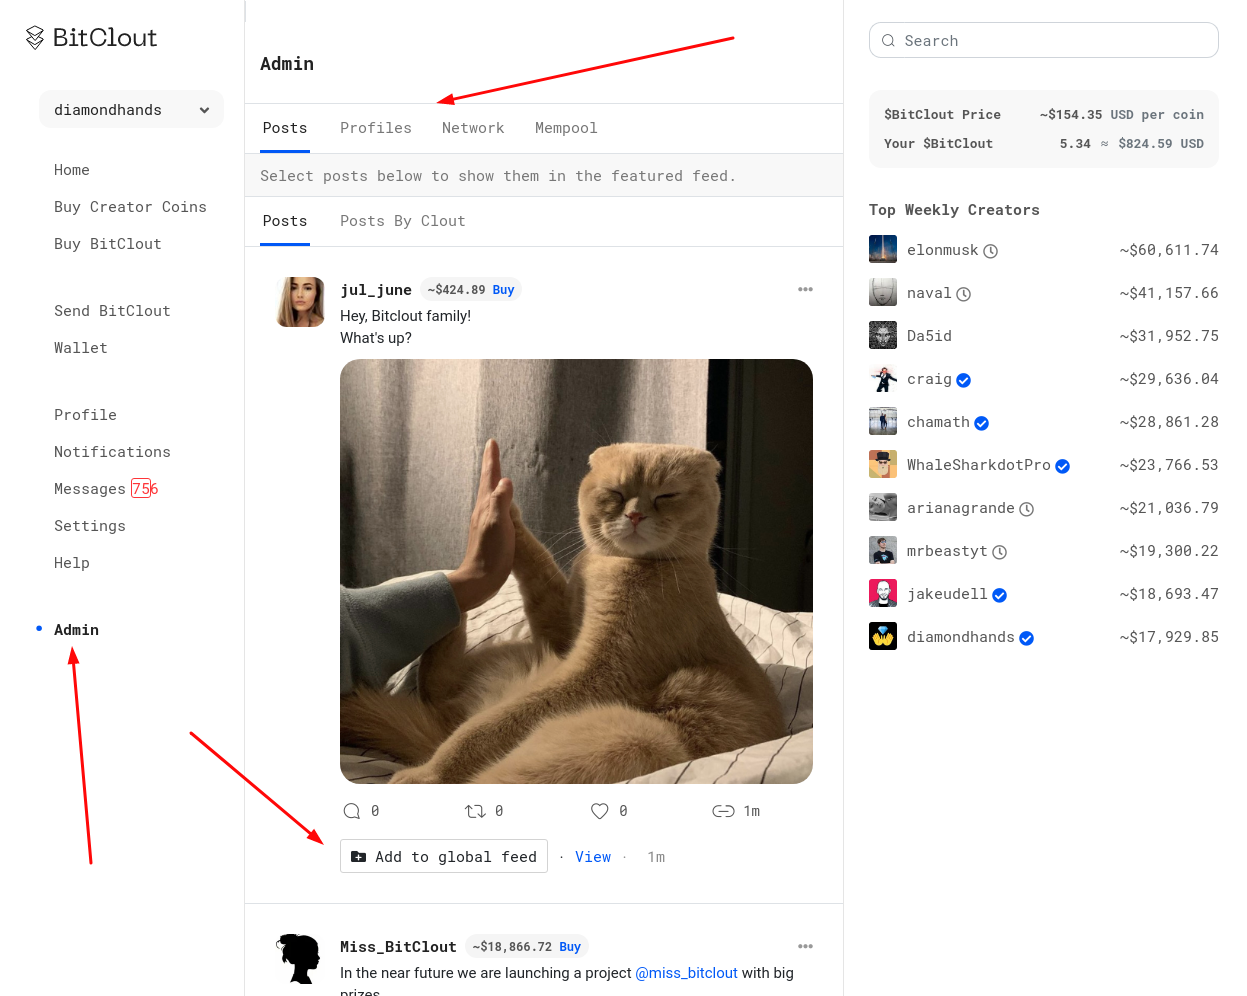 BitClout
diamondhands
Home
Buy Creator Coins
Buy BitClout
Send BitClout
Wallet
Profile
Notifications
Messages 756
Settings
Help
Admin
Admin
Posts Profiles Network Mempool
Select posts below to show them in the featured feed.
Posts Posts By Clout
jul_june ~$424.89 Buy
Hey, Bitclout family!
What's up?
0 0 0 1m
Add to global feed · View · 1m
Miss_BitClout ~$18,866.72 Buy
In the near future we are launching a project @miss_bitclout with big
prizes
Search
$BitClout Price ~$154.35 USD per coin
Your $BitClout 5.34 ≈ $824.59 USD
Top Weekly Creators
elonmusk ~$60,611.74
naval ~$41,157.66
Da5id ~$31,952.75
craig ~$29,636.04
chamath ~$28,861.28
WhaleSharkdotPro ~$23,766.53
arianagrande ~$21,036.79
mrbeastyt ~$19,300.22
jakeudell ~$18,693.47
diamondhands ~$17,929.85